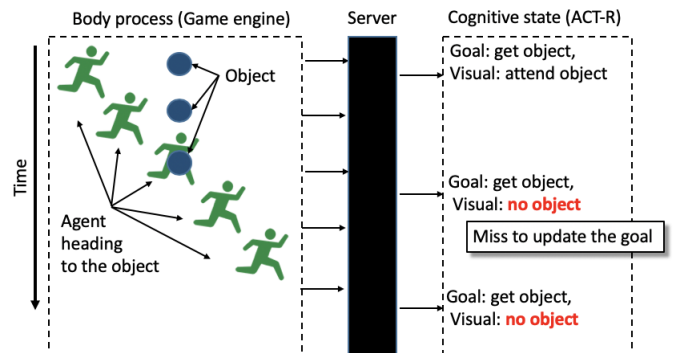 Body process (Game engine)
Server
Cognitive state (ACT-R)
Time
Object
Agent
heading
to the object
Goal: get object,
Visual: attend object
Goal: get object,
Visual: no object
Miss to update the goal
Goal: get object,
Visual: no object